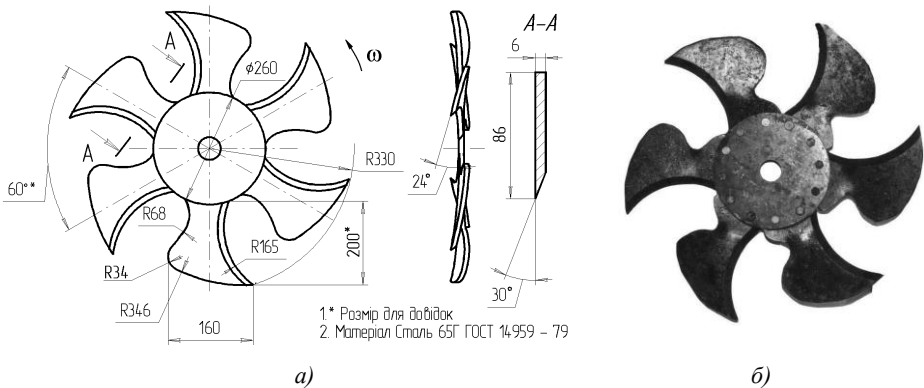 А–А
А
ω
6
ϕ260
86
А
R330
24°
60°*
R68
200*
R165
R34
30°
R346
1.* Розмір для довідок
160
2. Матеріал Сталь 65Г ГОСТ 14959 – 79
а)
б)